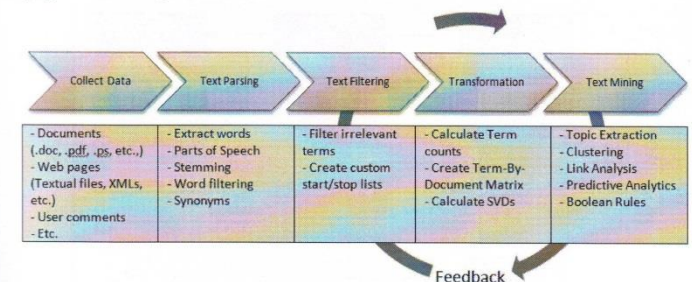 Collect Data
Text Parsing
Text Filtering
Transformation
Text Mining
- Documents
(.doc, .pdf, .ps, etc.,)
- Web pages
(Textual files, XMLs,
etc.)
- User comments
- Etc.
- Extract words
- Parts of Speech
- Stemming
- Word filtering
- Synonyms
- Filter irrelevant
terms
- Create custom
start/stop lists
- Calculate Term
counts
- Create Term-By-
Document Matrix
- Calculate SVDs
- Topic Extraction
- Clustering
- Link Analysis
- Predictive Analytics
- Boolean Rules
Feedback